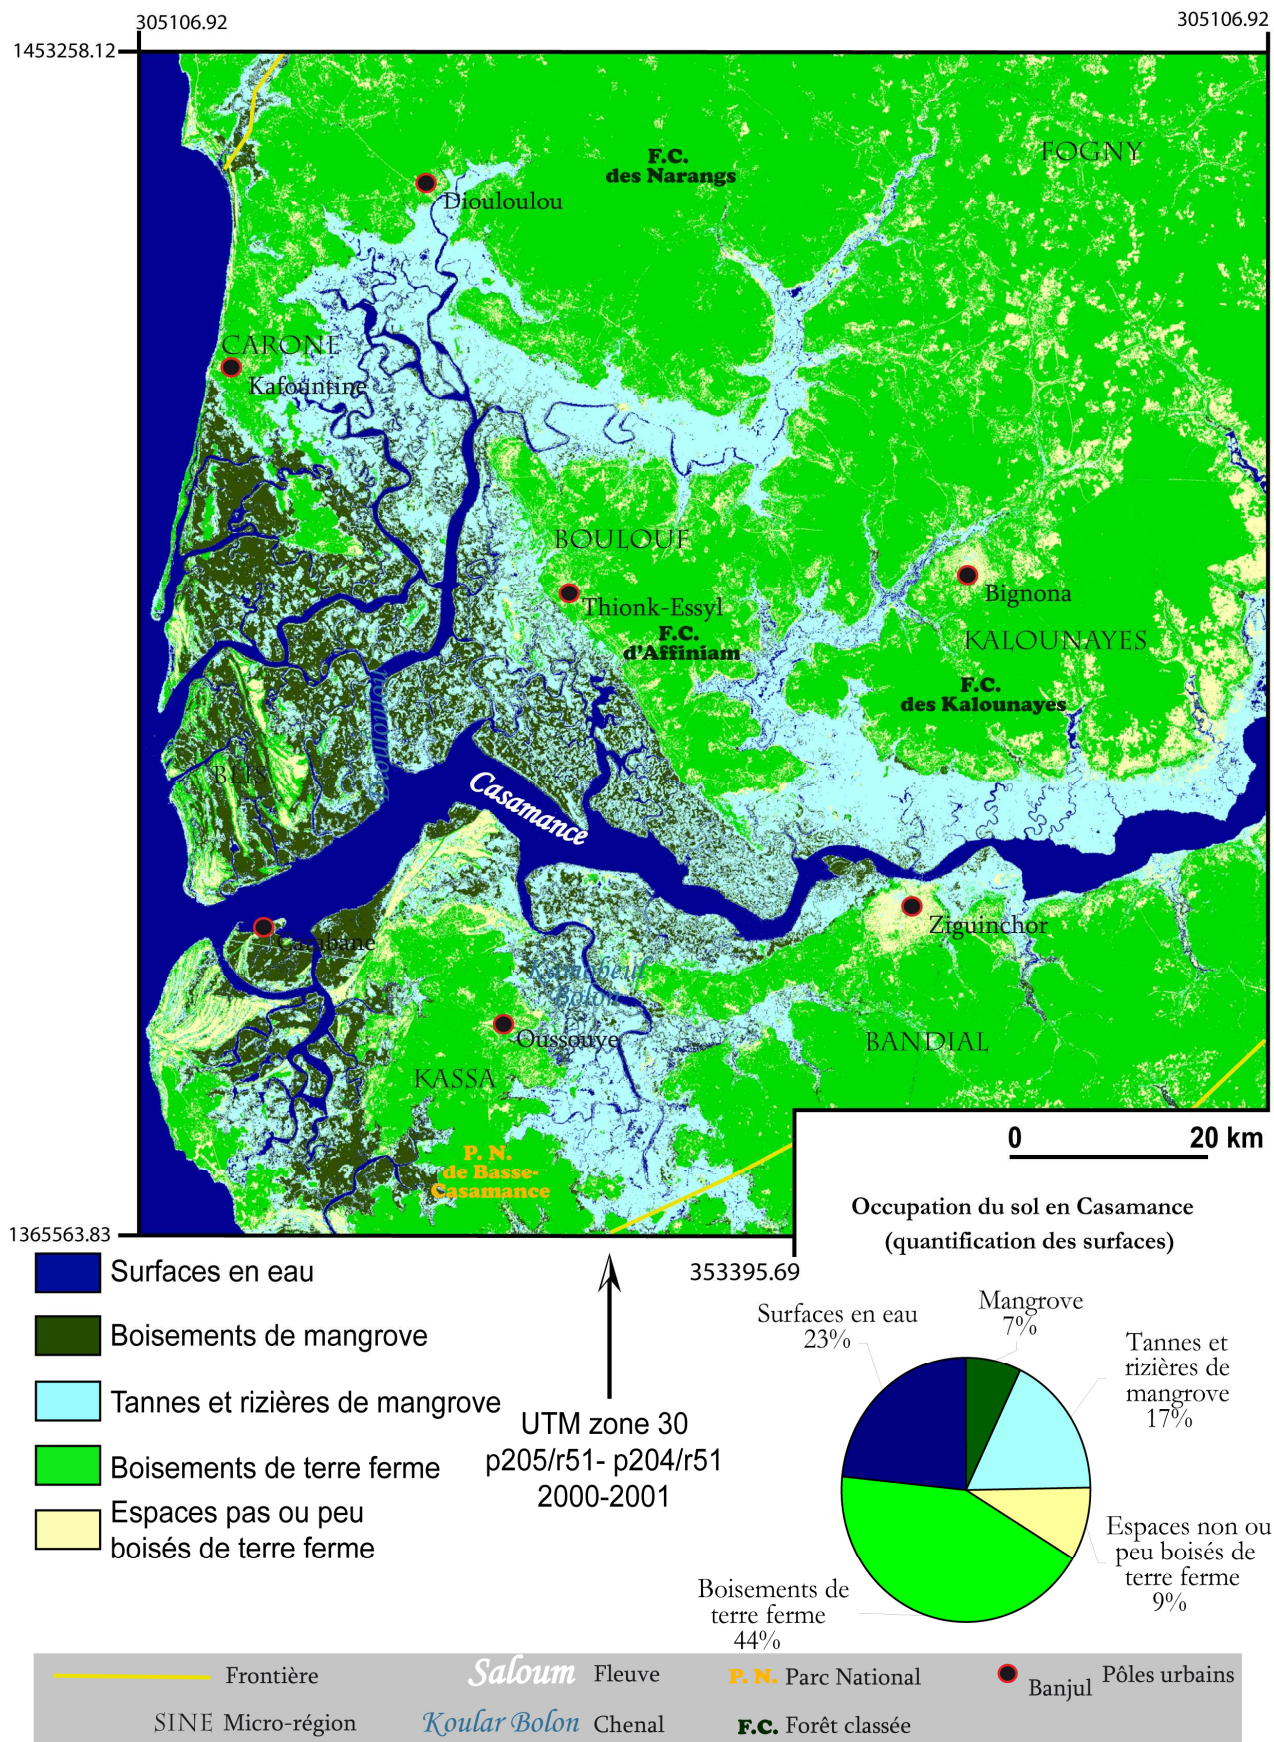 305106.92
305106.92
1453258.12
FOGNY
F.C.
des Narangs
Diouloulou
CARONE
Kafountine
BOULOUF
Bignona
Thionk-Essyl
F.C.
d'Affiniam
KALOUNAYES
F.C.
des Kalounayes
BLIS
Casamance
Ziguinchor
Carabane
Kamobeul
Bolon
Oussouye
BANDIAL
KASSA
P. N.
de Basse-
Casamance
0 20 km
1365563.83
353395.69
Surfaces en eau
Boisements de mangrove
Tannes et rizières de mangrove
Boisements de terre ferme
Espaces pas ou peu
boisés de terre ferme
UTM zone 30
p205/r51- p204/r51
2000-2001
Occupation du sol en Casamance
(quantification des surfaces)
Surfaces en eau
23%
Mangrove
7%
Tannes et
rizières de
mangrove
17%
Espaces non ou
peu boisés de
terre ferme
9%
Boisements de
terre ferme
44%
Frontière
Saloum Fleuve
P. N. Parc National
Banjul Pôles urbains
SINE Micro-région
Koular Bolon Chenal
F.C. Forêt classée